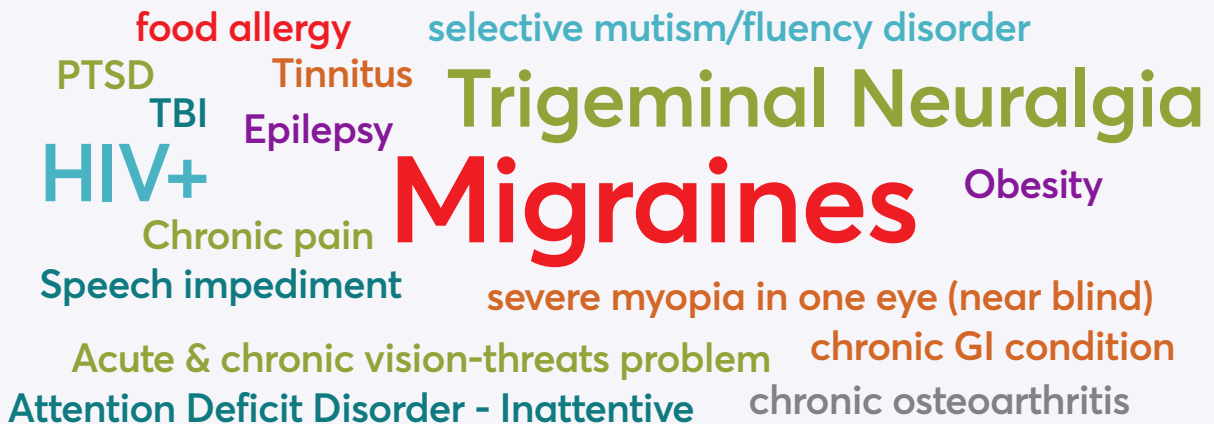 food allergy
selective mutism/fluency disorder
PTSD
Tinnitus
Trigeminal Neuralgia
TBI
Epilepsy
HIV+
Migraines
Obesity
Chronic pain
Speech impediment
severe myopia in one eye (near blind)
Acute & chronic vision-threats problem
chronic GI condition
Attention Deficit Disorder - Inattentive
chronic osteoarthritis